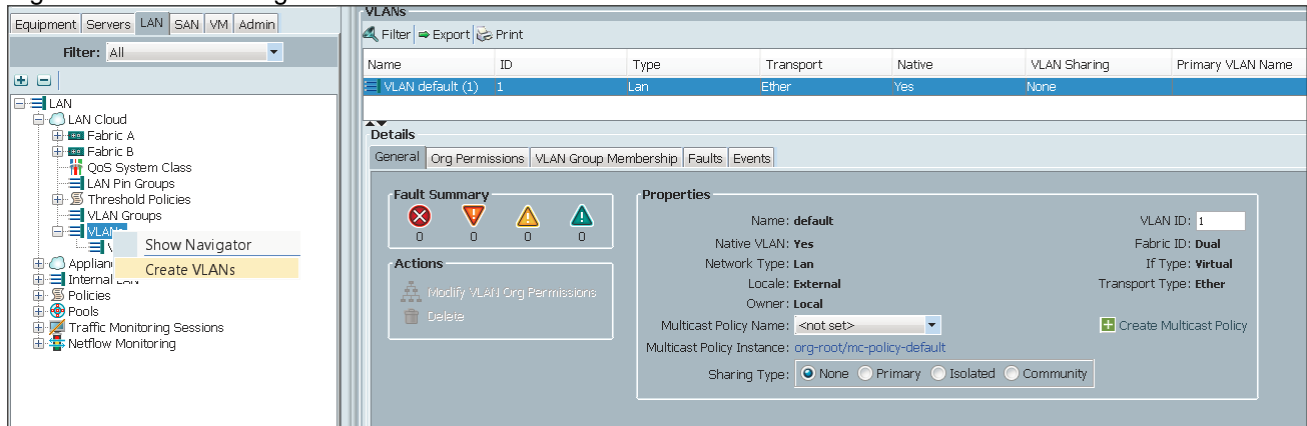 Equipment Servers LAN SAN VM Admin
Filter: All
LAN
LAN Cloud
Fabric A
Fabric B
QoS System Class
LAN Pin Groups
Threshold Policies
VLAN Groups
VLANs
Show Navigator
Create VLANs
Internal LAN
Policies
Pools
Traffic Monitoring Sessions
Netflow Monitoring
VLANs
Filter Export Print
Name ID Type Transport Native VLAN Sharing Primary VLAN Name
VLAN default (1) 1 Lan Ether Yes None
Details
General Org Permissions VLAN Group Membership Faults Events
Fault Summary
0 0 0 0
Actions
Modify VLAN Org Permissions
Delete
Properties
Name: default VLAN ID: 1
Native VLAN: Yes Fabric ID: Dual
Network Type: Lan If Type: Virtual
Locale: External Transport Type: Ether
Owner: Local
Multicast Policy Name: <not set> Create Multicast Policy
Multicast Policy Instance: org-root/mc-policy-default
Sharing Type: None Primary Isolated Community